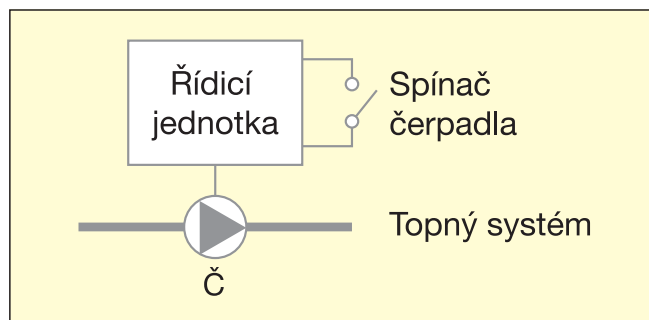 Řídicí
jednotka
Spínač
čerpadla
Topný systém
Č